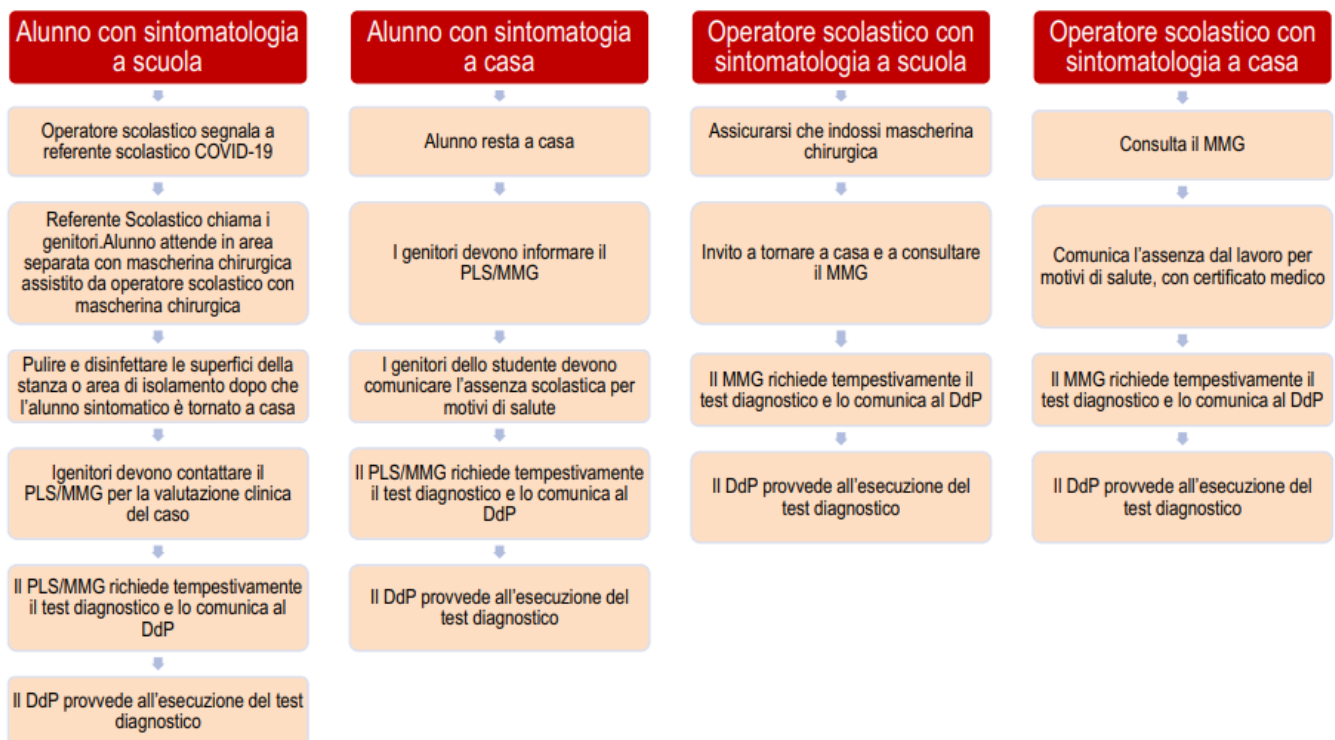 Alunno con sintomatologia
a scuola
Operatore scolastico segnala a
referente scolastico COVID-19
Referente Scolastico chiama i
genitori.Alunno attende in area
separata con mascherina chirurgica
assistito da operatore scolastico con
mascherina chirurgica
Pulire e disinfettare le superfici della
stanza o area di isolamento dopo che
l'alunno sintomatico è tornato a casa
Igenitori devono contattare il
PLS/MMG per la valutazione clinica
del caso
Il PLS/MMG richiede tempestivamente
il test diagnostico e lo comunica al
DdP
Il DdP provvede all'esecuzione del test
diagnostico
Alunno con sintomatogia
a casa
Alunno resta a casa
I genitori devono informare il
PLS/MMG
I genitori dello studente devono
comunicare l'assenza scolastica per
motivi di salute
Il PLS/MMG richiede tempestivamente
il test diagnostico e lo comunica al
DdP
Il DdP provvede all'esecuzione del
test diagnostico
Operatore scolastico con
sintomatologia a scuola
Assicurarsi che indossi mascherina
chirurgica
Invito a tornare a casa e a consultare
il MMG
Il MMG richiede tempestivamente il
test diagnostico e lo comunica al DdP
Il DdP provvede all'esecuzione del
test diagnostico
Operatore scolastico con
sintomatologia a casa
Consulta il MMG
Comunica l'assenza dal lavoro per
motivi di salute, con certificato medico
Il MMG richiede tempestivamente il
test diagnostico e lo comunica al DdP
Il DdP provvede all'esecuzione del
test diagnostico